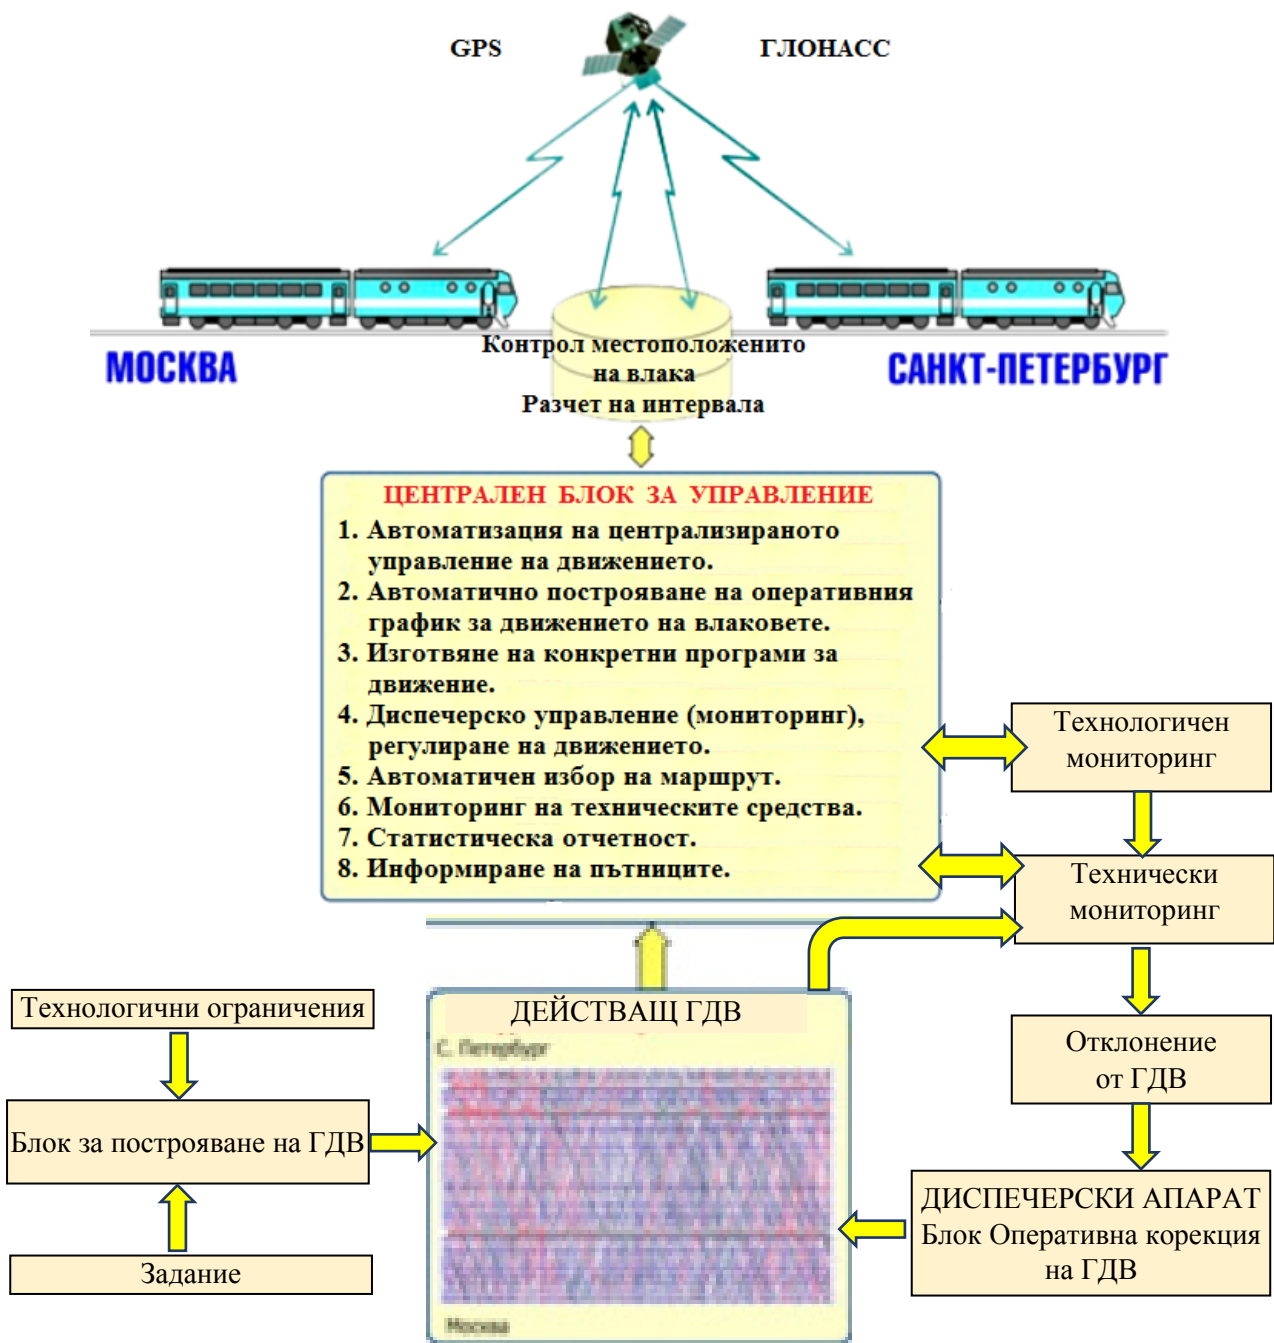 GPS
ГЛОНАСС
МОСКВА
САНКТ-ПЕТЕРБУРГ
Контрол местоположенито
на влака
Разчет на интервала
ЦЕНТРАЛЕН БЛОК ЗА УПРАВЛЕНИЕ
1. Автоматизация на централизираното
управление на движението.
2. Автоматично построяване на оперативния
график за движението на влаковете.
3. Изготвяне на конкретни програми за
движение.
4. Диспечерско управление (мониторинг),
регулиране на движението.
5. Автоматичен избор на маршрут.
6. Мониторинг на техническите средства.
7. Статистическа отчетност.
8. Информиране на пътниците.
Технологичен
мониторинг
Технически
мониторинг
Отклонение
от ГДВ
ДИСПЕЧЕРСКИ АПАРАТ
Блок Оперативна корекция
на ГДВ
Технологични ограничения
Блок за построяване на ГДВ
Задание
ДЕЙСТВАЩ ГДВ
С. Петербург
Москва